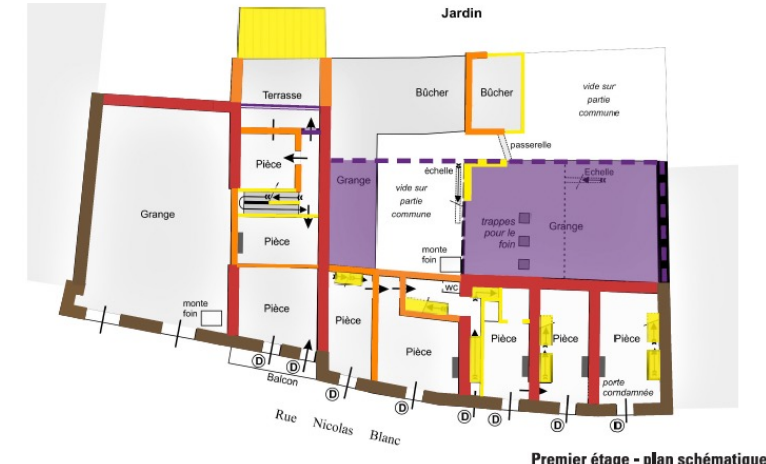 Jardin
Terrasse
Bûcher
Bûcher
vide sur
partie
commune
passerelle
Pièce
échelle
Echelle
Grange
vide sur
partie
commune
Grange
trappes
pour le
foin
Grange
Pièce
monte
foin
wc
monte
foin
Pièce
Pièce
Pièce
Pièce
Pièce
Pièce
porte
comdamnée
Balcon
D
D
D
D
D
D
D
D
Rue Nicolas Blanc
Premier étage - plan schématique